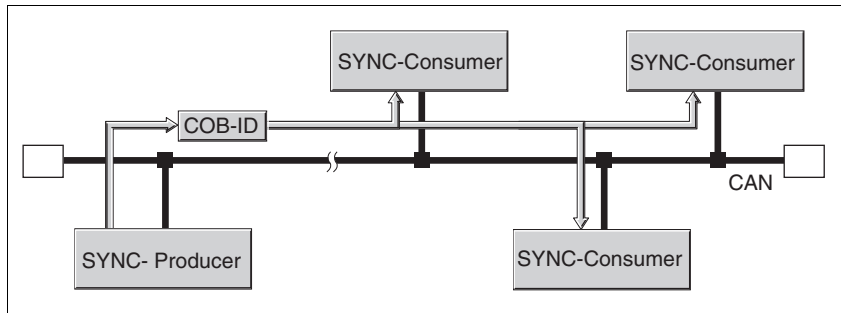 SYNC-Consumer
SYNC-Consumer
COB-ID
CAN
SYNC- Producer
SYNC-Consumer